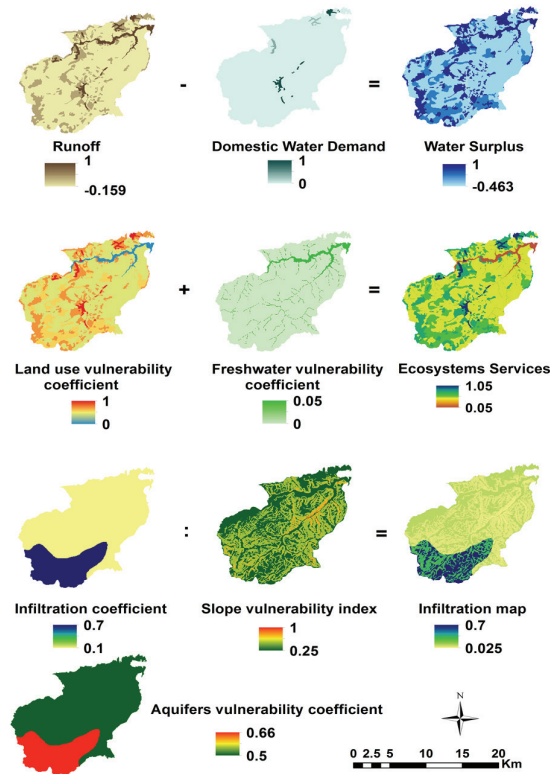 -
=
Runoff
1
-0.159
Domestic Water Demand
1
0
Water Surplus
1
-0.463
+
=
Land use vulnerability
coefficient
1
0
Freshwater vulnerability
coefficient
0.05
0
Ecosystems Services
1.05
0.05
:
=
Infiltration coefficient
0.7
0.1
Slope vulnerability index
1
0.25
Infiltration map
0.7
0.025
Aquifers vulnerability coefficient
0.66
0.5
N
0 2.5 5 10 15 20
Km